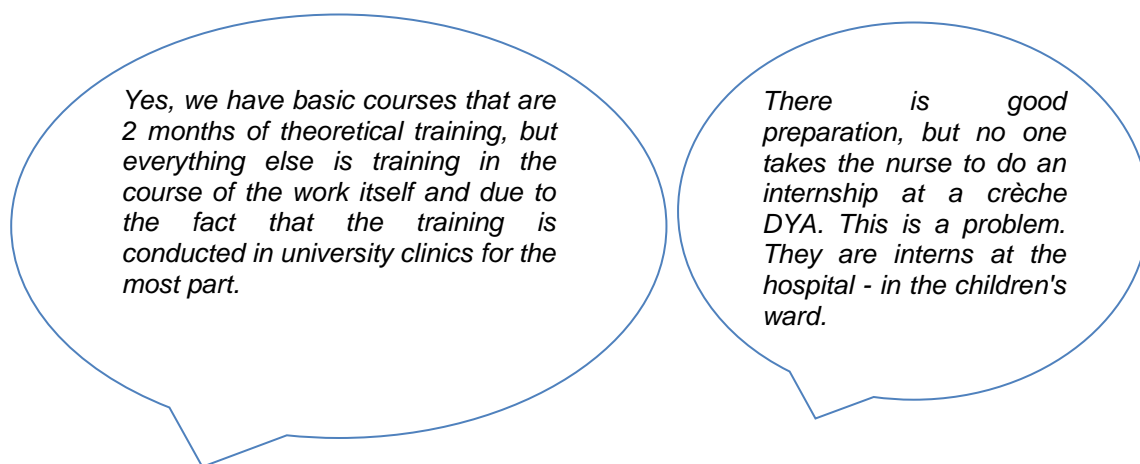 Yes, we have basic courses that are
2 months of theoretical training, but
everything else is training in the
course of the work itself and due to
the fact that the training is
conducted in university clinics for the
most part.
There is good
preparation, but no one
takes the nurse to do an
internship at a crèche
DYA. This is a problem.
They are interns at the
hospital - in the children's
ward.